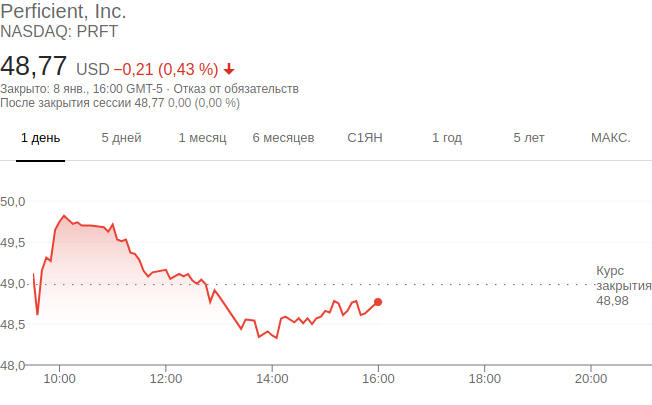 Perficient, Inc.
NASDAQ: PRFT
48,77 USD −0,21 (0,43 %)
Закрыто: 8 янв., 16:00 GMT-5 · Отказ от обязательств
После закрытия сессии 48,77 0,00 (0,00 %)
1 день 5 дней 1 месяц 6 месяцев С1ЯН 1 год 5 лет МАКС.
50,0
49,5
49,0
48,5
48,0
Курс
закрытия
48,98
10:00 12:00 14:00 16:00 18:00 20:00